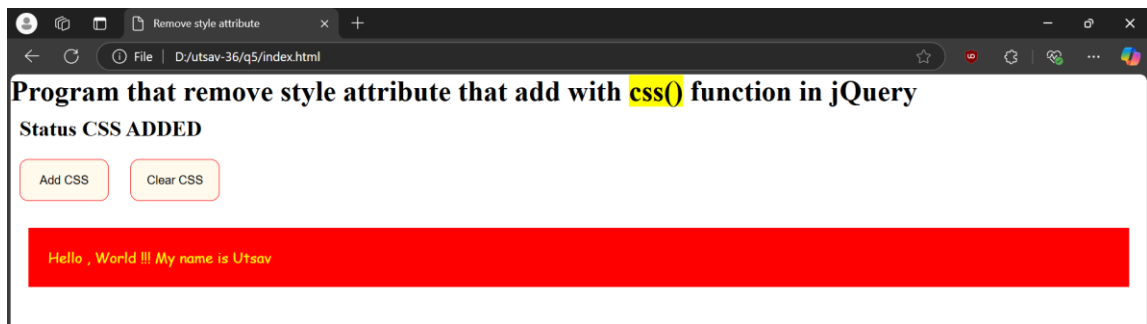 Remove style attribute
File | D:/utsav-36/q5/index.html
Program that remove style attribute that add with css() function in jQuery
Status CSS ADDED
Add CSS Clear CSS
Hello , World !!! My name is Utsav